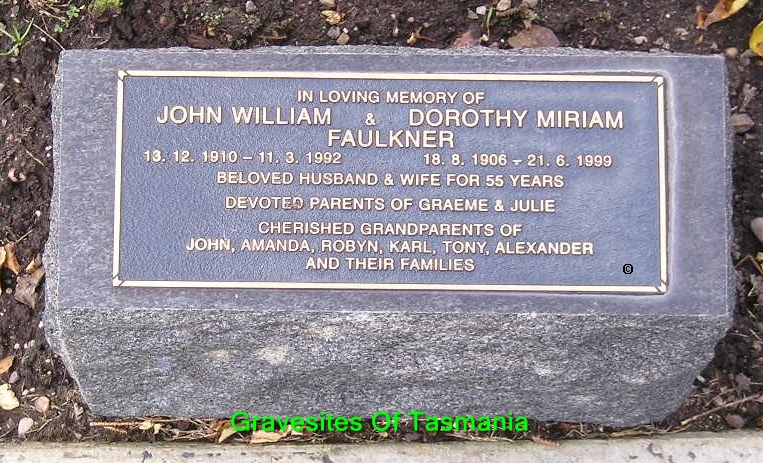 IN LOVING MEMORY OF
JOHN WILLIAM & DOROTHY MIRIAM
FAULKNER
13. 12. 1910 – 11. 3. 1992 18. 8. 1906 – 21. 6. 1999
BELOVED HUSBAND & WIFE FOR 55 YEARS
DEVOTED PARENTS OF GRAEME & JULIE
CHERISHED GRANDPARENTS OF
JOHN, AMANDA, ROBYN, KARL, TONY, ALEXANDER
AND THEIR FAMILIES
©
Gravesites Of Tasmania